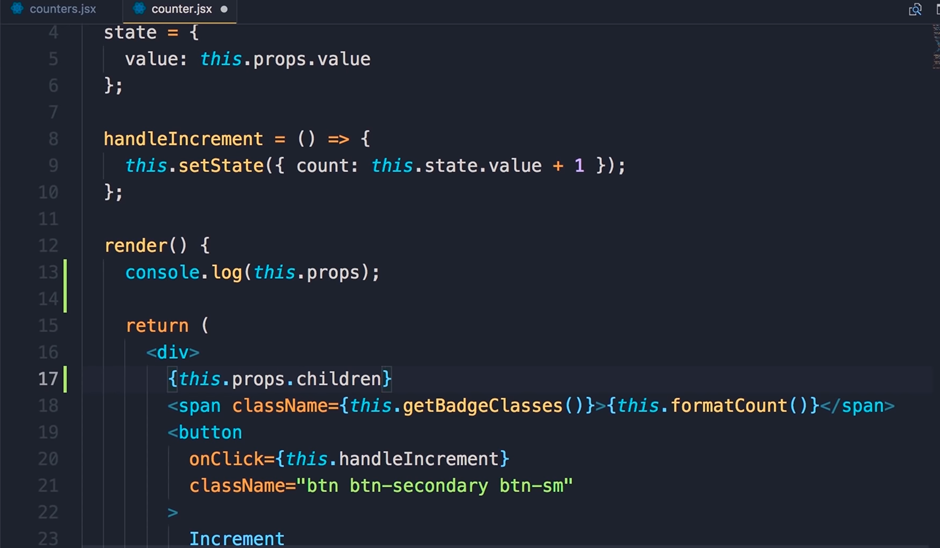 counters.jsx counter.jsx
4 state = {
5 value: this.props.value
6 };
7
8 handleIncrement = () => {
9 this.setState({ count: this.state.value + 1 });
10 };
11
12 render() {
13 console.log(this.props);
14
15 return (
16 <div>
17 {this.props.children}
18 <span className={this.getBadgeClasses()}>{this.formatCount()}</span>
19 <button
20 onClick={this.handleIncrement}
21 className="btn btn-secondary btn-sm"
22 >
23 Increment